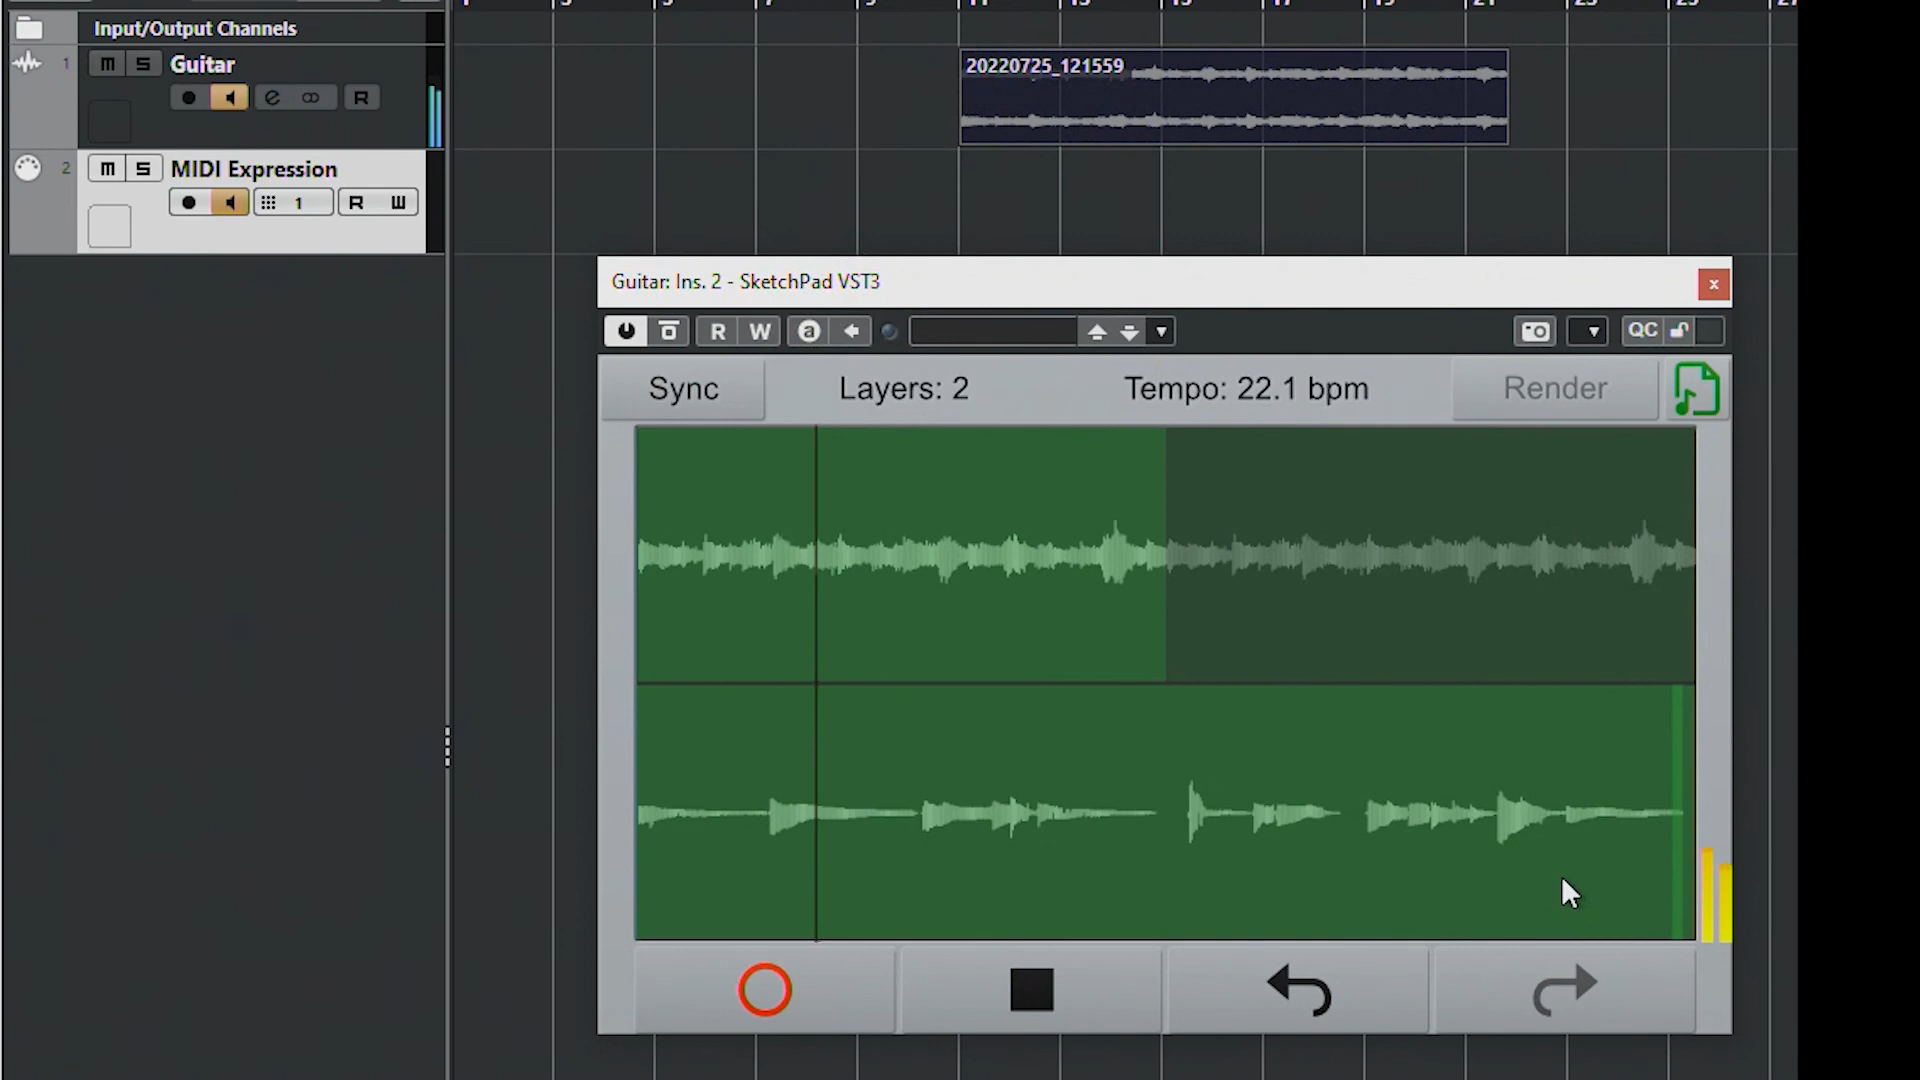 Input/Output Channels
1 M S Guitar
e R
20220725_121559
2 M S MIDI Expression
1 R W
Guitar: Ins. 2 - SketchPad VST3
x
R W a QC
Sync Layers: 2 Tempo: 22.1 bpm Render